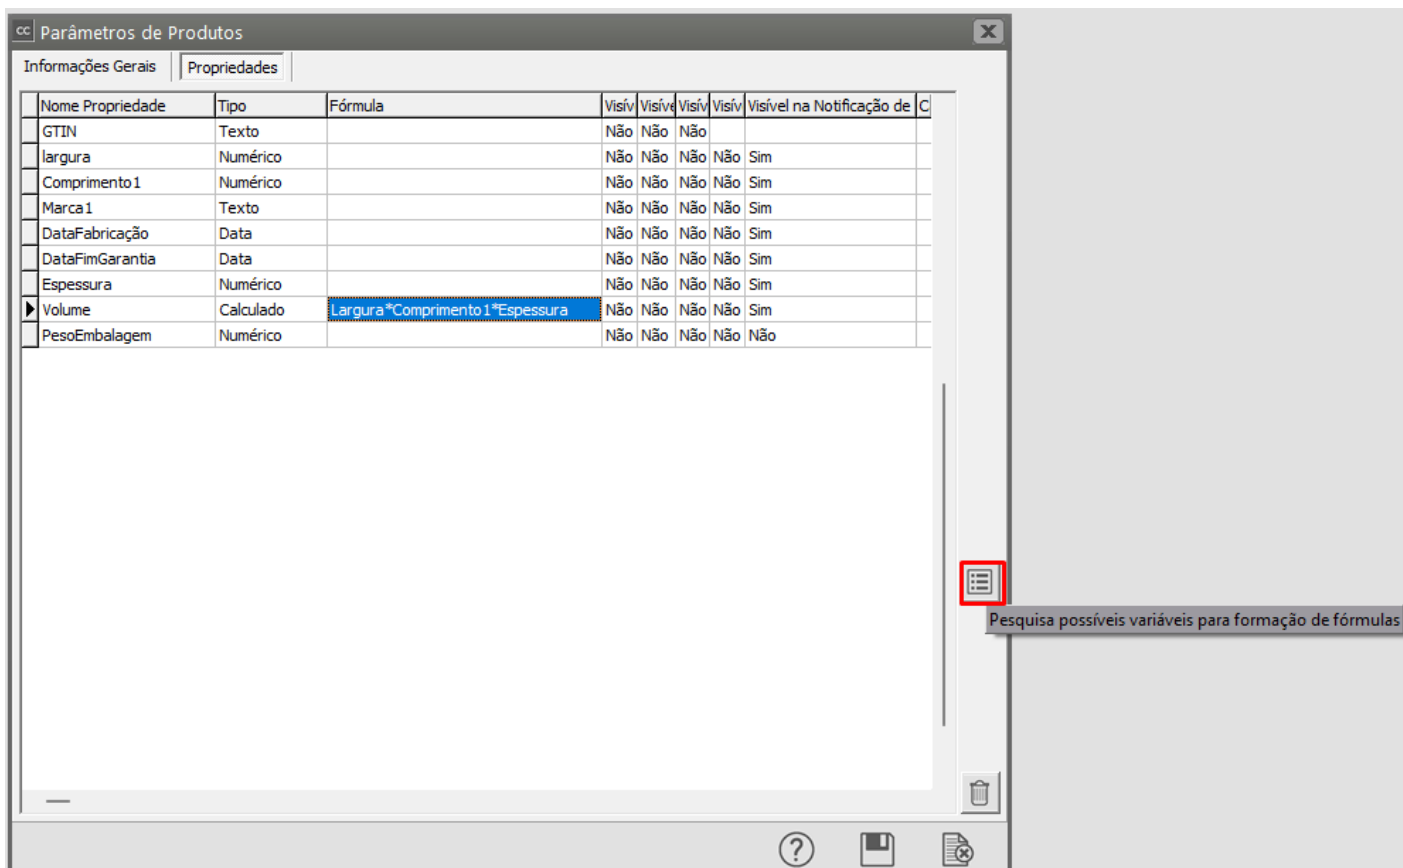 cc Parâmetros de Produtos
Informações Gerais Propriedades
Nome Propriedade Tipo Fórmula Visív Visíve Visív Visív Visível na Notificação de C
GTIN Texto Não Não Não
largura Numérico Não Não Não Não Sim
Comprimento1 Numérico Não Não Não Não Sim
Marca1 Texto Não Não Não Não Sim
DataFabricação Data Não Não Não Não Sim
DataFimGarantia Data Não Não Não Não Sim
Espessura Numérico Não Não Não Não Sim
Volume Calculado Largura*Comprimento1*Espessura Não Não Não Não Sim
PesoEmbalagem Numérico Não Não Não Não Não
Pesquisa possíveis variáveis para formação de fórmulas